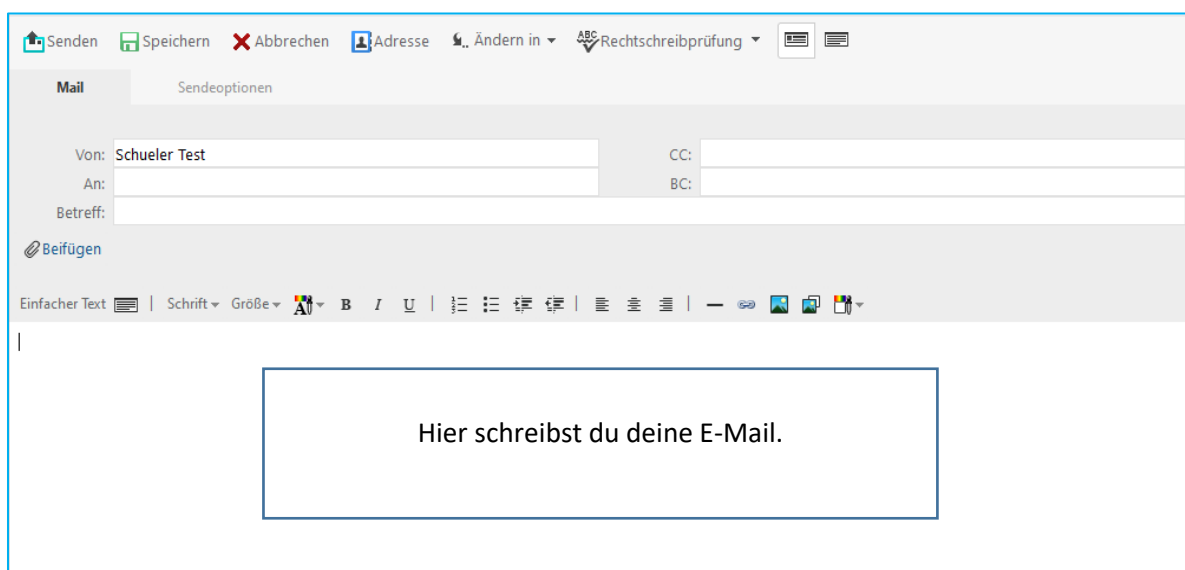 Senden Speichern Abbrechen Adresse Ändern in ABC Rechtschreibprüfung
Mail Sendeoptionen
Von: Schueler Test CC:
An: BC:
Betreff:
Beifügen
Einfacher Text | Schrift Größe A B I U | | |
Hier schreibst du deine E-Mail.